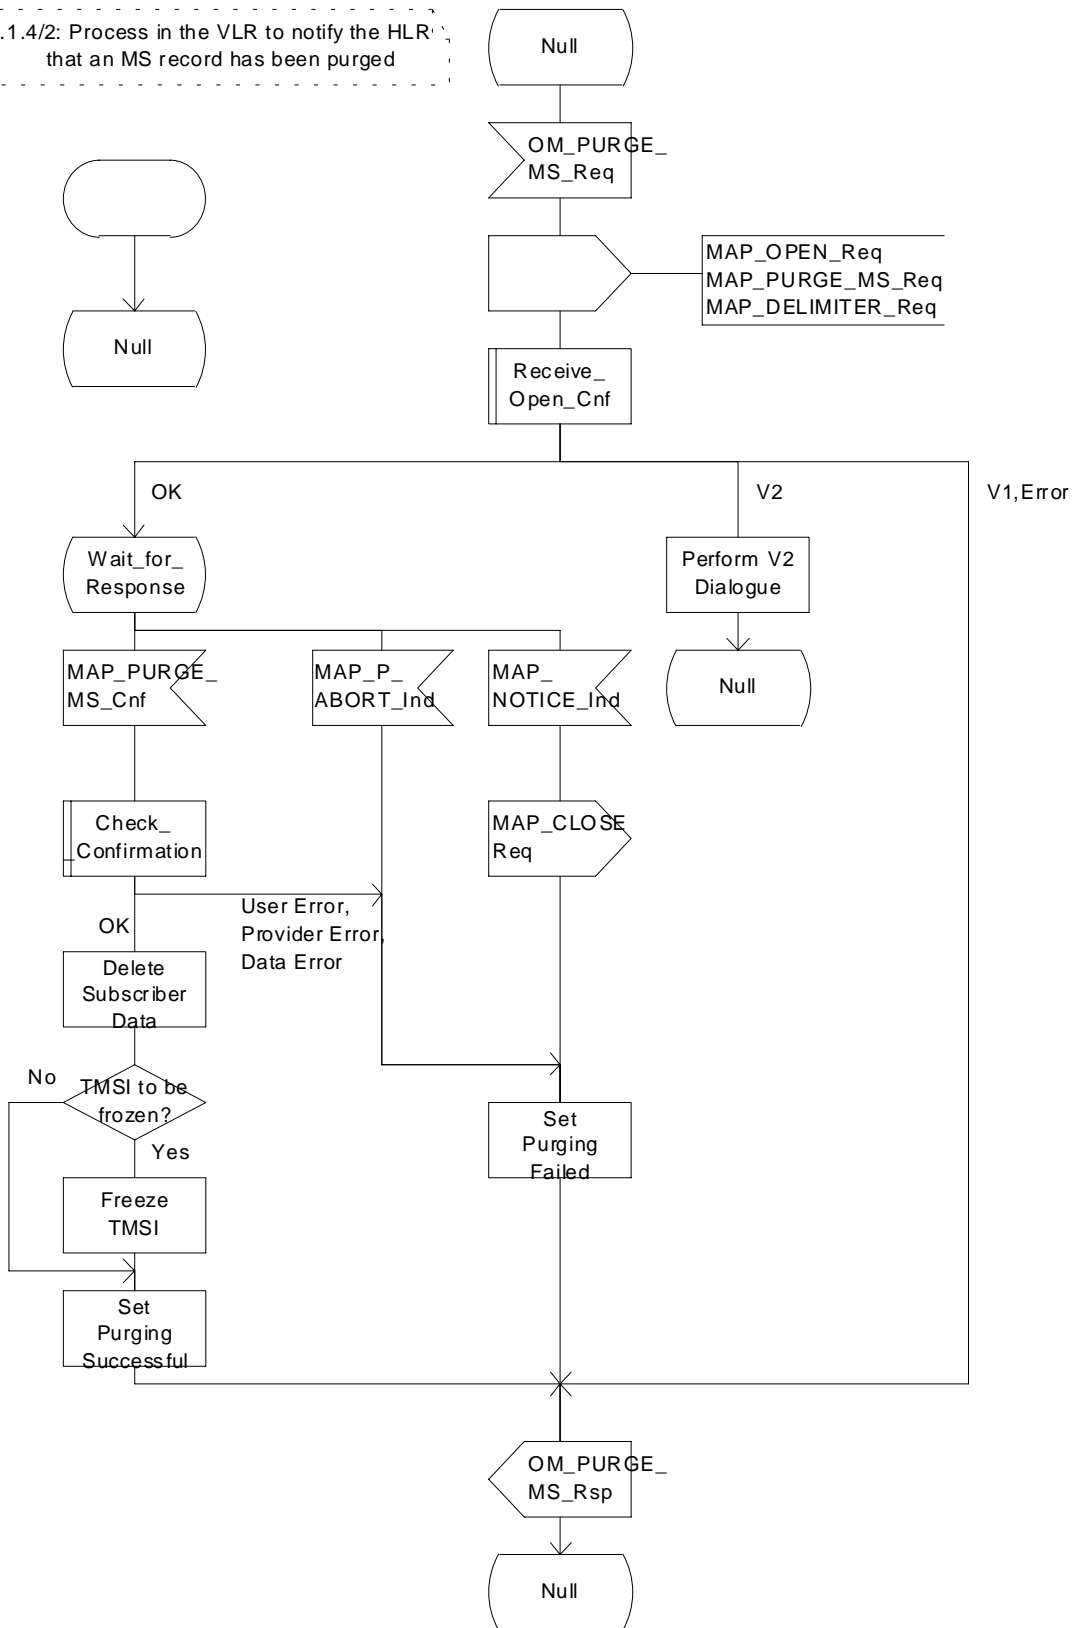 .1.4/2: Process in the VLR to notify the HLR
that an MS record has been purged
Null
OM_PURGE_
MS_Req
MAP_OPEN_Req
MAP_PURGE_MS_Req
MAP_DELIMITER_Req
Null
Receive_
Open_Cnf
OK
V2
V1,Error
Wait_for_
Response
Perform V2
Dialogue
MAP_PURGE_
MS_Cnf
MAP_P_
ABORT_Ind
MAP_
NOTICE_Ind
Null
Check_
_Confirmation
MAP_CLOSE_
Req
User Error,
Provider Error,
Data Error
OK
Delete
Subscriber
Data
No
TMSI to be
frozen?
Yes
Set
Purging
Failed
Freeze
TMSI
Set
Purging
Successful
OM_PURGE_
MS_Rsp
Null